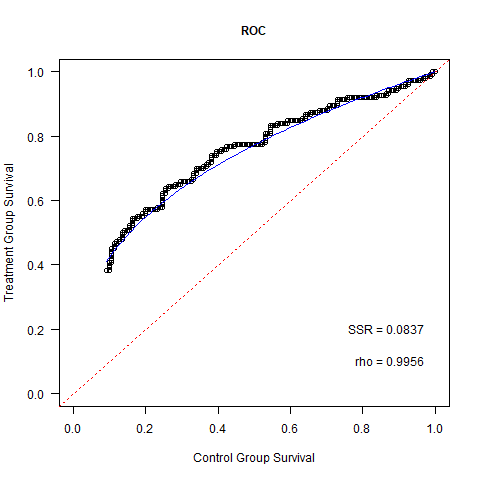 ROC
Treatment Group Survival
1.0
0.8
0.6
0.4
0.2
0.0
SSR = 0.0837
rho = 0.9956
0.0 0.2 0.4 0.6 0.8 1.0
Control Group Survival